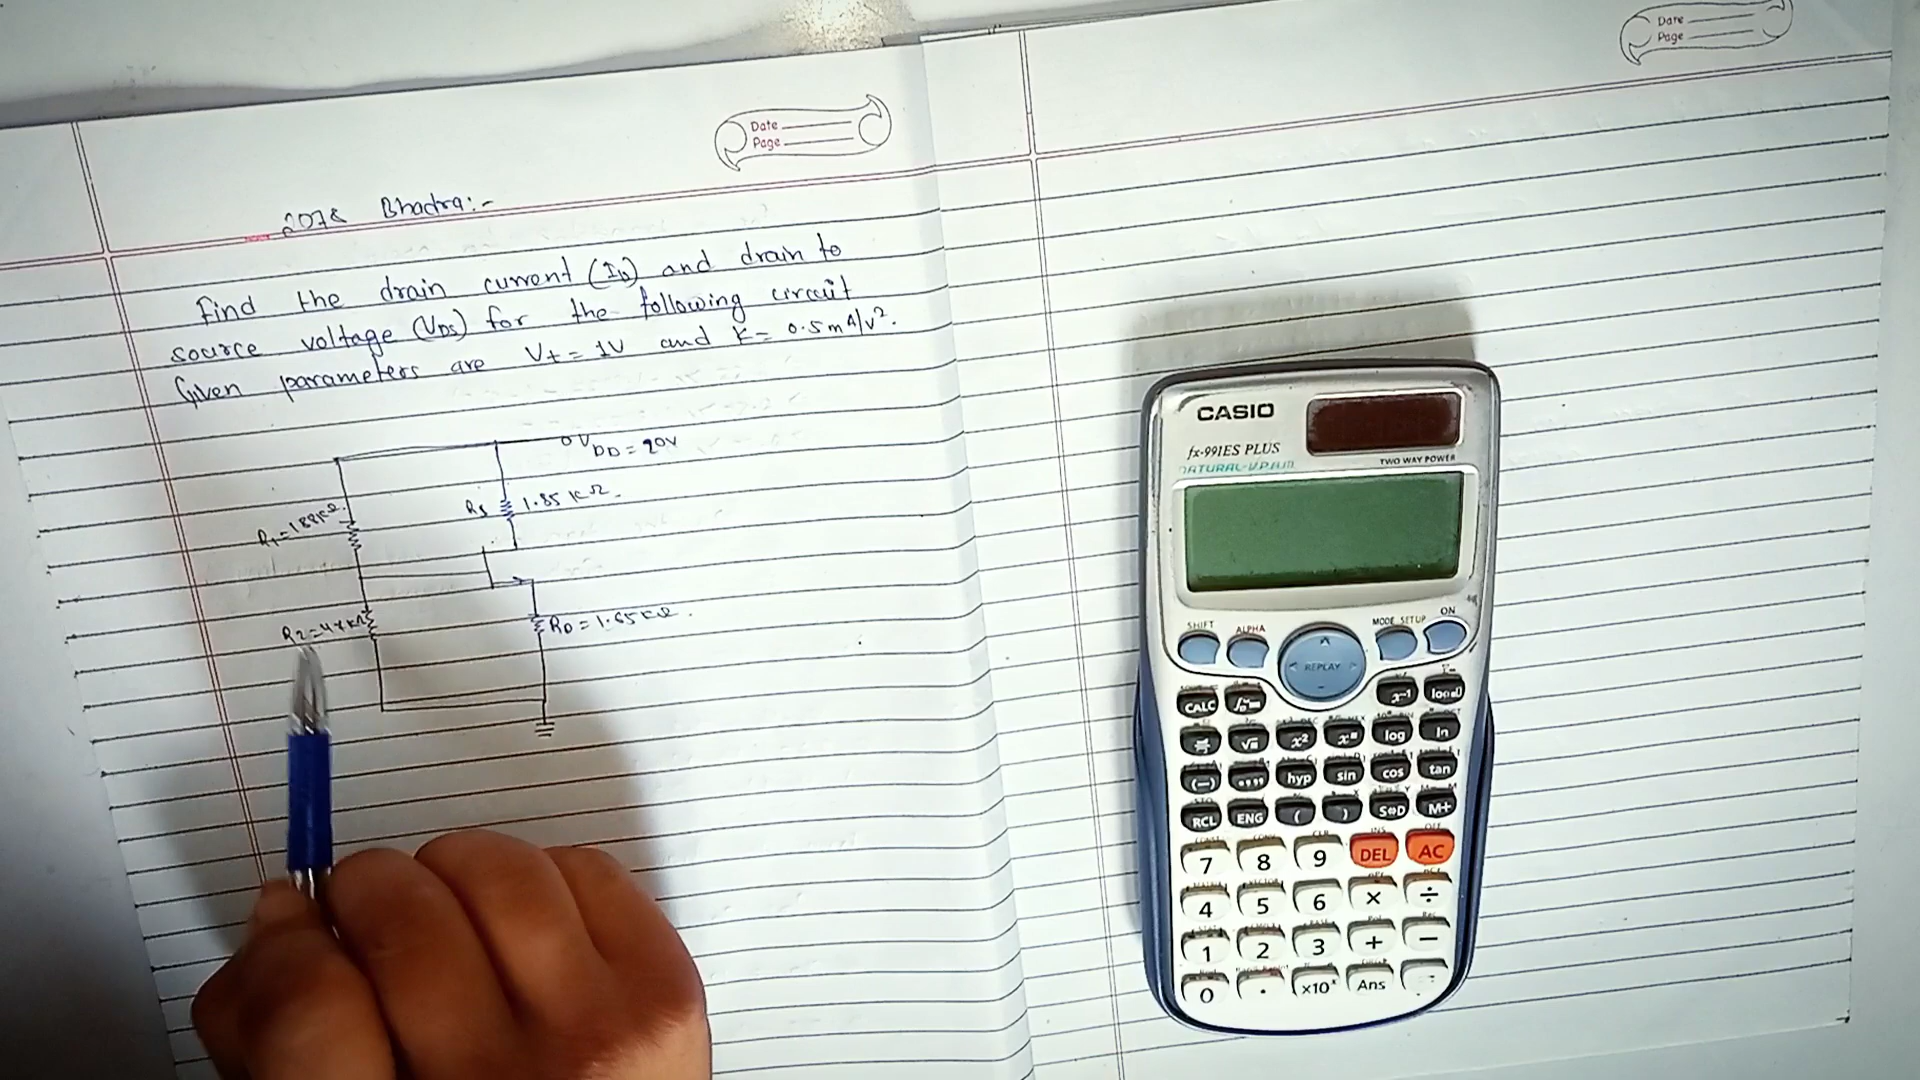 Date
Page
Date
Page
2078 Bhadra:-
Find the drain current (ID) and drain to
source voltage (VDS) for the following circuit
Given parameters are Vt = 1V and K = 0.5mA/V².
VDD = 20V
RS 1.85 KΩ.
R1=188KΩ.
R2=44KΩ
RD = 1.65KΩ.
CASIO
fx-991ES PLUS
NATURAL-V.P.A.M.
TWO WAY POWER
SHIFT ALPHA MODE SETUP ON
REPLAY
CALC x⁻¹
x² log ln
(−) hyp sin cos tan
RCL ENG ( ) S⇔D M+
7 8 9 DEL AC
4 5 6 × ÷
1 2 3 + −
0 . ×10ˣ Ans